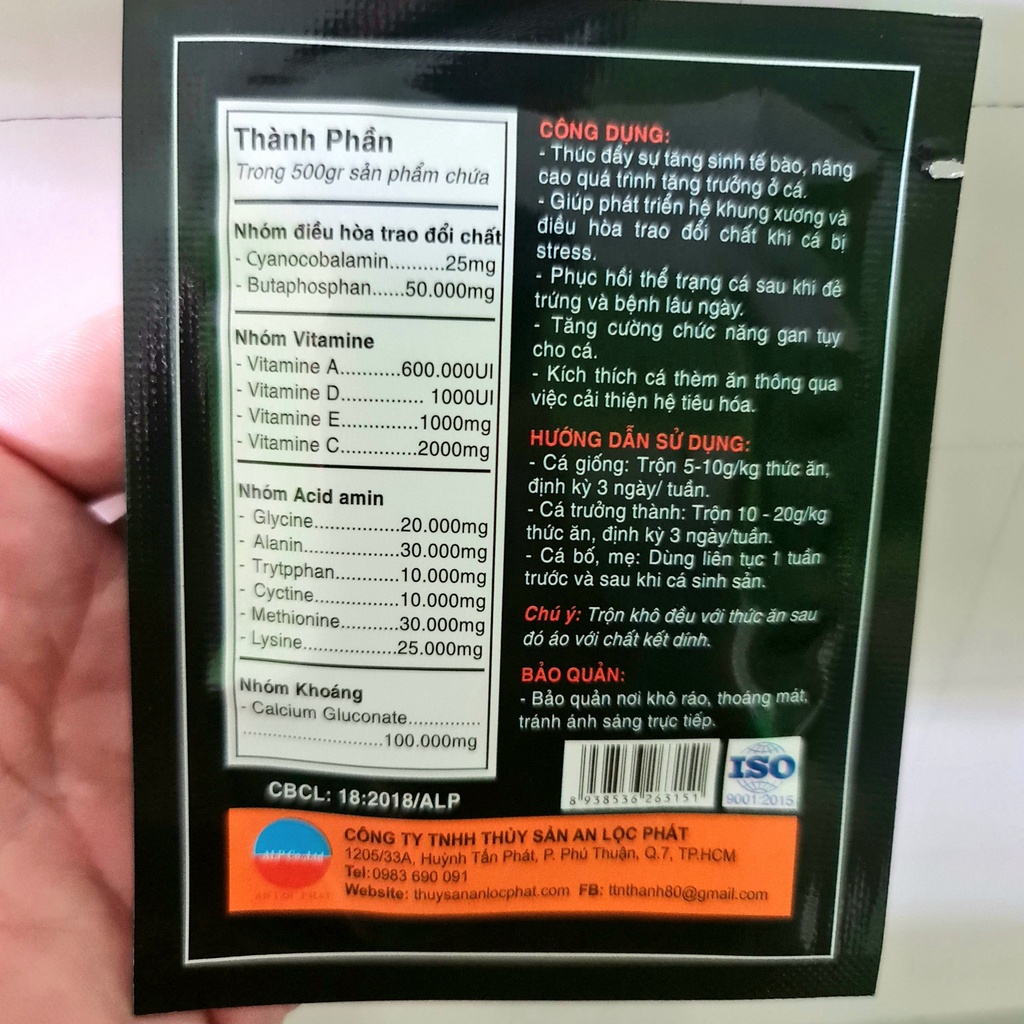 Thành Phần
Trong 500gr sản phẩm chứa
Nhóm điều hòa trao đổi chất
- Cyanocobalamin..........25mg
- Butaphosphan......50.000mg
Nhóm Vitamine
- Vitamine A...........600.000UI
- Vitamine D............... 1000UI
- Vitamine E..............1000mg
- Vitamine C..............2000mg
Nhóm Acid amin
- Glycine...............20.000mg
- Alanin.................30.000mg
- Trytpphan............10.000mg
- Cyctine...............10.000mg
- Methionine..........30.000mg
- Lysine.................25.000mg
Nhóm Khoáng
- Calcium Gluconate.............
.........................100.000mg
CBCL: 18:2018/ALP
CÔNG DỤNG:
- Thúc đẩy sự tăng sinh tế bào, nâng
cao quá trình tăng trưởng ở cá.
- Giúp phát triển hệ khung xương và
điều hòa trao đổi chất khi cá bị
stress.
- Phục hồi thể trạng cá sau khi đẻ
trứng và bệnh lâu ngày.
- Tăng cường chức năng gan tuỵ
cho cá.
- Kích thích cá thèm ăn thông qua
việc cải thiện hệ tiêu hóa.
HƯỚNG DẪN SỬ DỤNG:
- Cá giống: Trộn 5-10g/kg thức ăn,
định kỳ 3 ngày/ tuần.
- Cá trưởng thành: Trộn 10 - 20g/kg
thức ăn, định kỳ 3 ngày/tuần.
- Cá bố, mẹ: Dùng liên tục 1 tuần
trước và sau khi cá sinh sản.
Chú ý: Trộn khô đều với thức ăn sau
đó áo với chất kết dính.
BẢO QUẢN:
- Bảo quản nơi khô ráo, thoáng mát,
tránh ánh sáng trực tiếp.
8 938536 263151
ISO
9001:2015
ALP Co.,Ltd
AN LOC PHAT
CÔNG TY TNHH THỦY SẢN AN LỘC PHÁT
1205/33A, Huỳnh Tấn Phát, P. Phú Thuận, Q.7, TP.HCM
Tel:0983 690 091
Website: thuysananlocphat.com FB: ttnthanh80@gmail.com